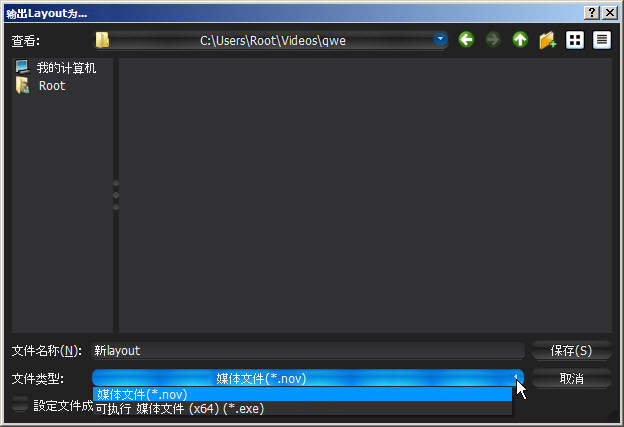 输出Layout为...
查看:
C:\Users\Root\Videos\qwe
我的计算机
Root
文件名称(N):
新layout
保存(S)
文件类型:
媒体文件(*.nov)
取消
媒体文件(*.nov)
設定文件成
可执行 媒体文件 (x64) (*.exe)